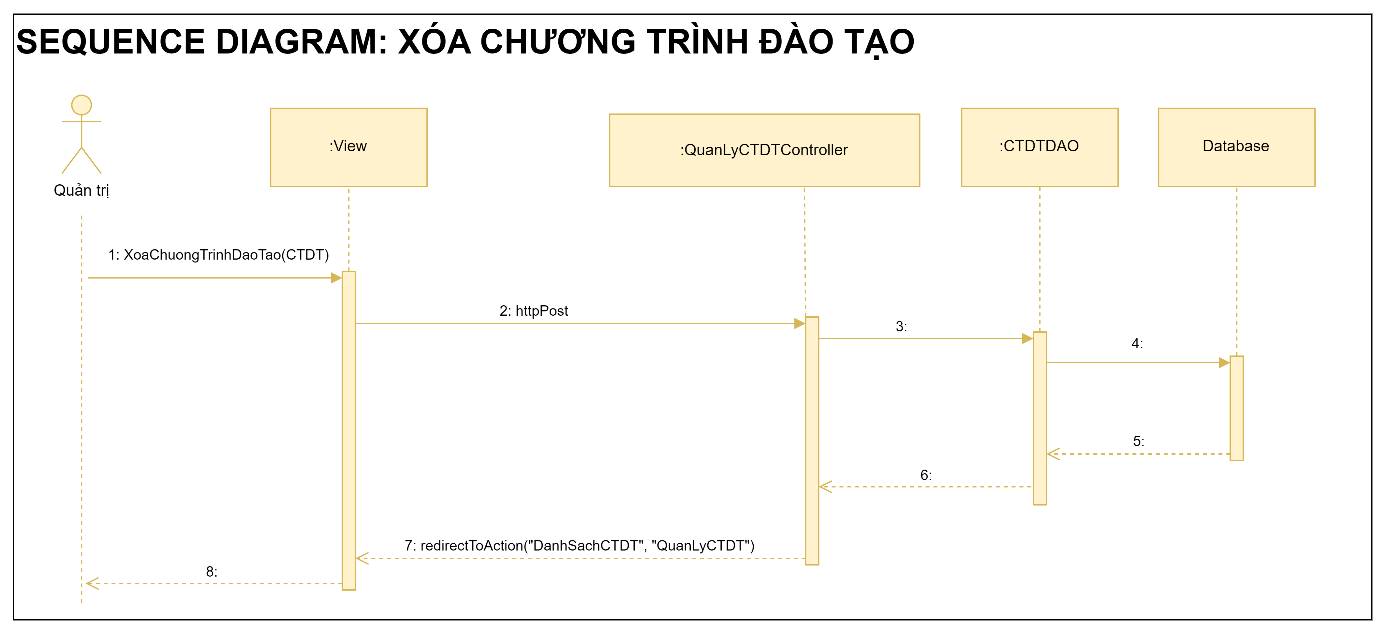 SEQUENCE DIAGRAM: XÓA CHƯƠNG TRÌNH ĐÀO TẠO
:View
:QuanLyCTDTController
:CTDTDAO
Database
Quản trị
1: XoaChuongTrinhDaoTao(CTDT)
2: httpPost
3:
4:
5:
6:
7: redirectToAction("DanhSachCTDT", "QuanLyCTDT")
8: